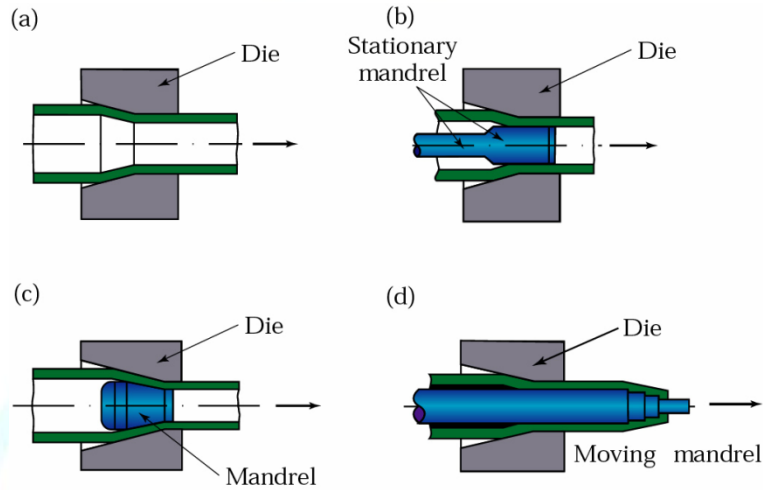 (a)
Die
(b)
Stationary
mandrel
Die
(c)
Die
Mandrel
(d)
Die
Moving mandrel